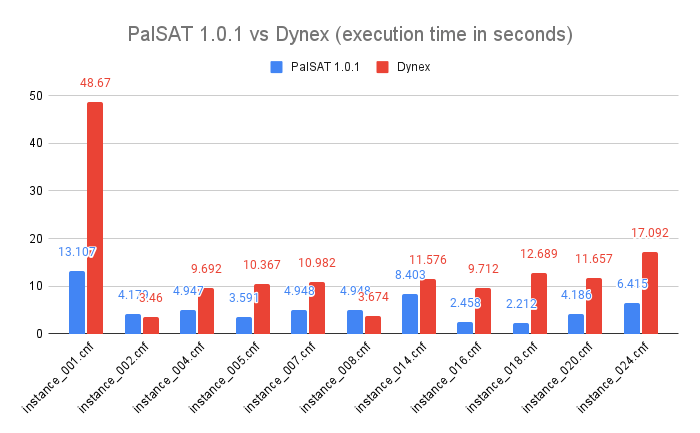 PalSAT 1.0.1 vs Dynex (execution time in seconds)
PalSAT 1.0.1 Dynex
50
40
30
20
10
0
13.107 48.67
3.46
4.947 9.692
3.591 10.367
4.948 10.982
4.948 3.674
8.403 11.576
2.458 9.712
2.212 12.689
4.186 11.657
6.415 17.092
instance_001.cnf
instance_002.cnf
instance_004.cnf
instance_005.cnf
instance_007.cnf
instance_008.cnf
instance_014.cnf
instance_016.cnf
instance_018.cnf
instance_020.cnf
instance_024.cnf